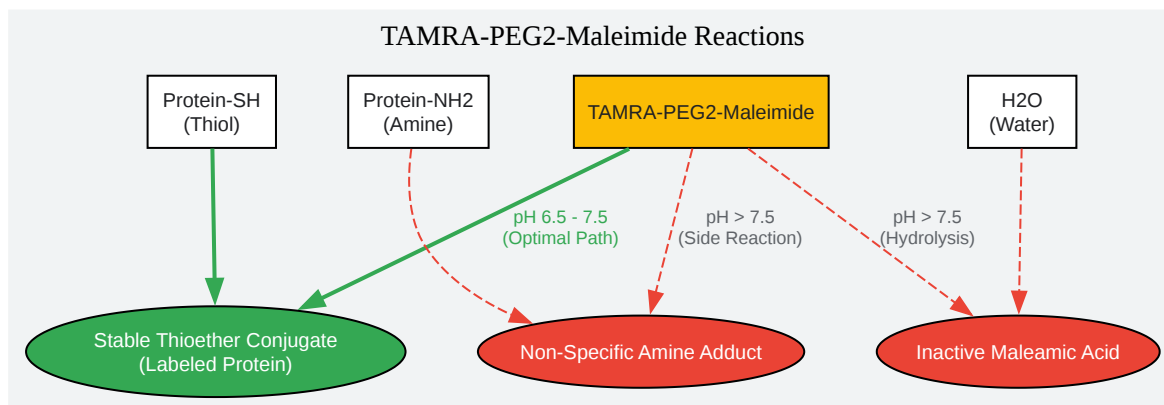 TAMRA-PEG2-Maleimide Reactions
Protein-SH
(Thiol)
Protein-NH2
(Amine)
TAMRA-PEG2-Maleimide
H2O
(Water)
pH 6.5 - 7.5
(Optimal Path)
pH > 7.5
(Side Reaction)
pH > 7.5
(Hydrolysis)
Stable Thioether Conjugate
(Labeled Protein)
Non-Specific Amine Adduct
Inactive Maleamic Acid